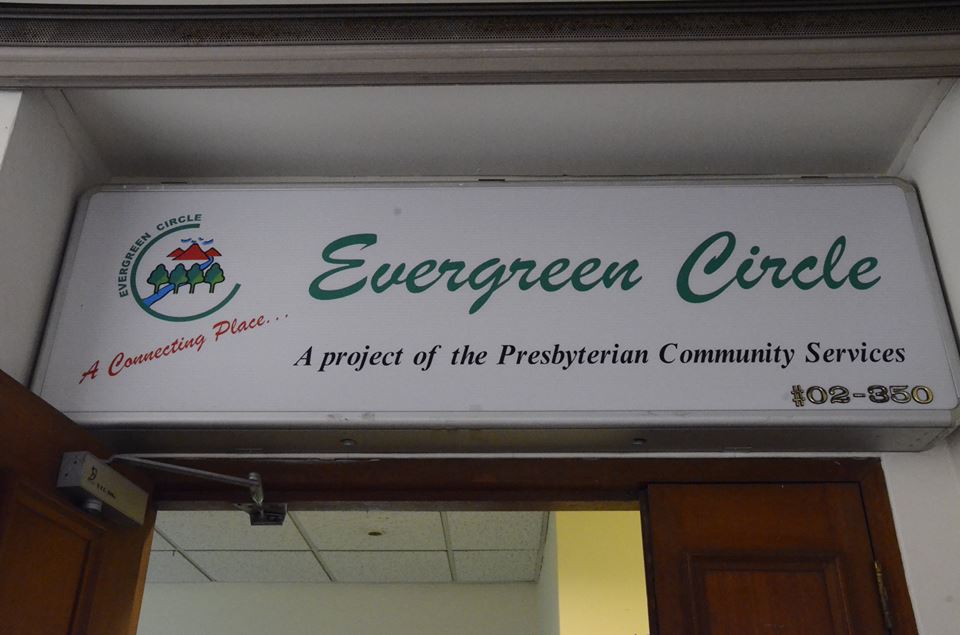 EVERGREEN CIRCLE
Evergreen Circle
A Connecting Place...
A project of the Presbyterian Community Services
#02-350